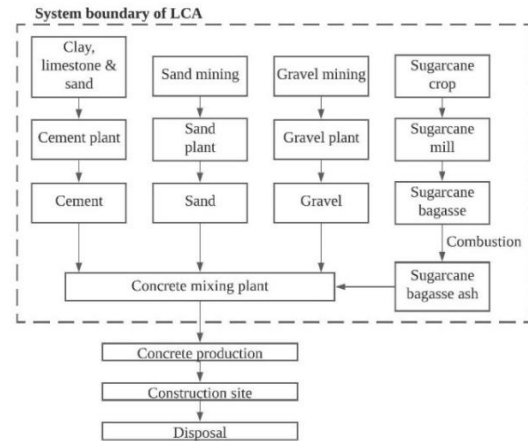 System boundary of LCA
Clay,
limestone &
sand
Sand mining
Gravel mining
Sugarcane
crop
Cement plant
Sand
plant
Gravel plant
Sugarcane
mill
Cement
Sand
Gravel
Sugarcane
bagasse
Combustion
Concrete mixing plant
Sugarcane
bagasse ash
Concrete production
Construction site
Disposal